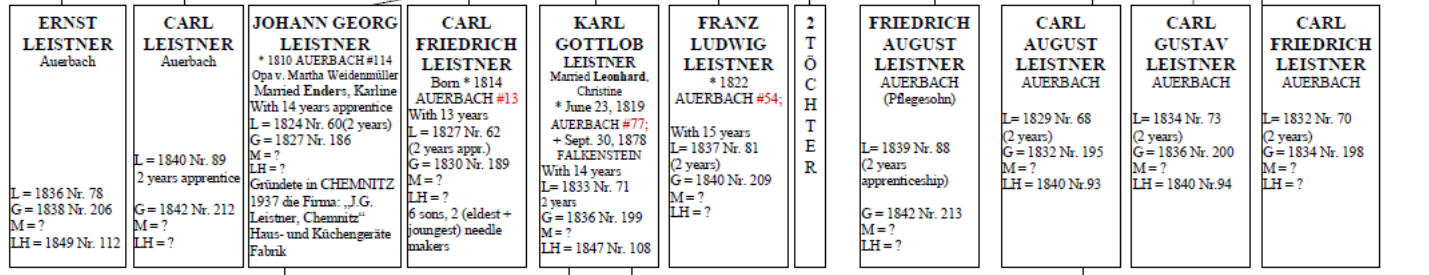 ERNST
LEISTNER
Auerbach
L = 1836 Nr. 78
G = 1838 Nr. 206
M = ?
LH = 1849 Nr. 112
CARL
LEISTNER
Auerbach
L = 1840 Nr. 89
2 years apprentice
G = 1842 Nr. 212
M = ?
LH = ?
JOHANN GEORG
LEISTNER
* 1810 AUERBACH #114
Opa v. Martha Weidenmüller
Married Enders, Karline
With 14 years apprentice
L = 1824 Nr. 60(2 years)
G = 1827 Nr. 186
M = ?
LH = ?
Gründete in CHEMNITZ
1937 die Firma: „J.G.
Leistner, Chemnitz“
Haus- und Küchengeräte
Fabrik
CARL
FRIEDRICH
LEISTNER
Born * 1814
AUERBACH #13
With 13 years
L = 1827 Nr. 62
(2 years appr.)
G = 1830 Nr. 189
M = ?
LH = ?
6 sons, 2 (eldest +
joungest) needle
makers
KARL
GOTTLOB
LEISTNER
Married Leonhard,
Christine
* June 23, 1819
AUERBACH #77;
+ Sept. 30, 1878
FALKENSTEIN
With 14 years
L= 1833 Nr. 71
2 years
G = 1836 Nr. 199
M = ?
LH = 1847 Nr. 108
FRANZ
LUDWIG
LEISTNER
* 1822
AUERBACH #54;
With 15 years
L= 1837 Nr. 81
(2 years)
G = 1840 Nr. 209
M = ?
LH = ?
2
T
Ö
C
H
T
E
R
FRIEDRICH
AUGUST
LEISTNER
AUERBACH
(Pflegesohn)
L= 1839 Nr. 88
(2 years
apprenticeship)
G = 1842 Nr. 213
M = ?
LH = ?
CARL
AUGUST
LEISTNER
AUERBACH
L= 1829 Nr. 68
(2 years)
G = 1832 Nr. 195
M = ?
LH = 1840 Nr.93
CARL
GUSTAV
LEISTNER
AUERBACH
L= 1834 Nr. 73
(2 years)
G = 1836 Nr. 200
M = ?
LH = 1840 Nr.94
CARL
FRIEDRICH
LEISTNER
AUERBACH
L= 1832 Nr. 70
(2 years)
G = 1834 Nr. 198
M = ?
LH = ?